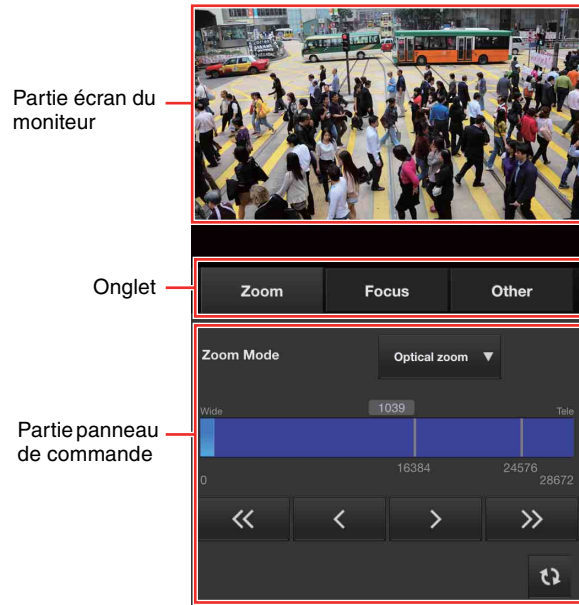 Partie écran du
moniteur
Onglet
Zoom Focus Other
Partie panneau
de commande
Zoom Mode Optical zoom ▼
1039
Wide Tele
16384 24576
0 28672